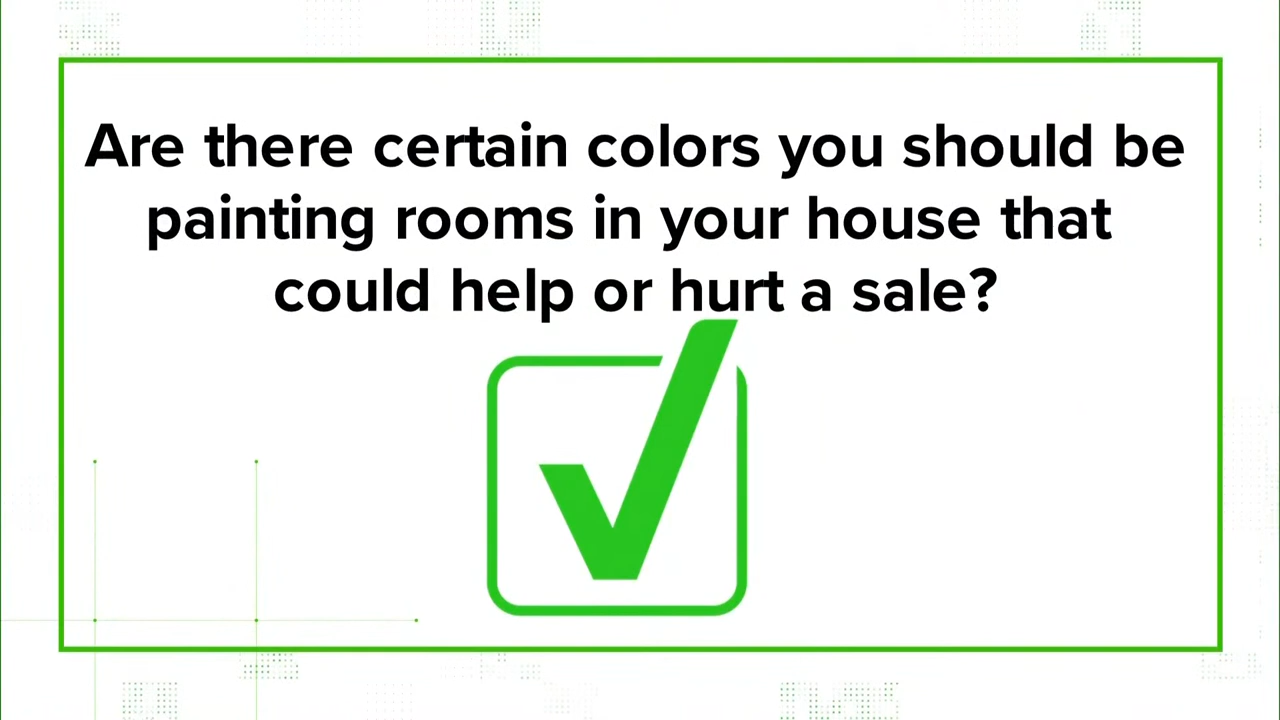 Are there certain colors you should be
painting rooms in your house that
could help or hurt a sale?